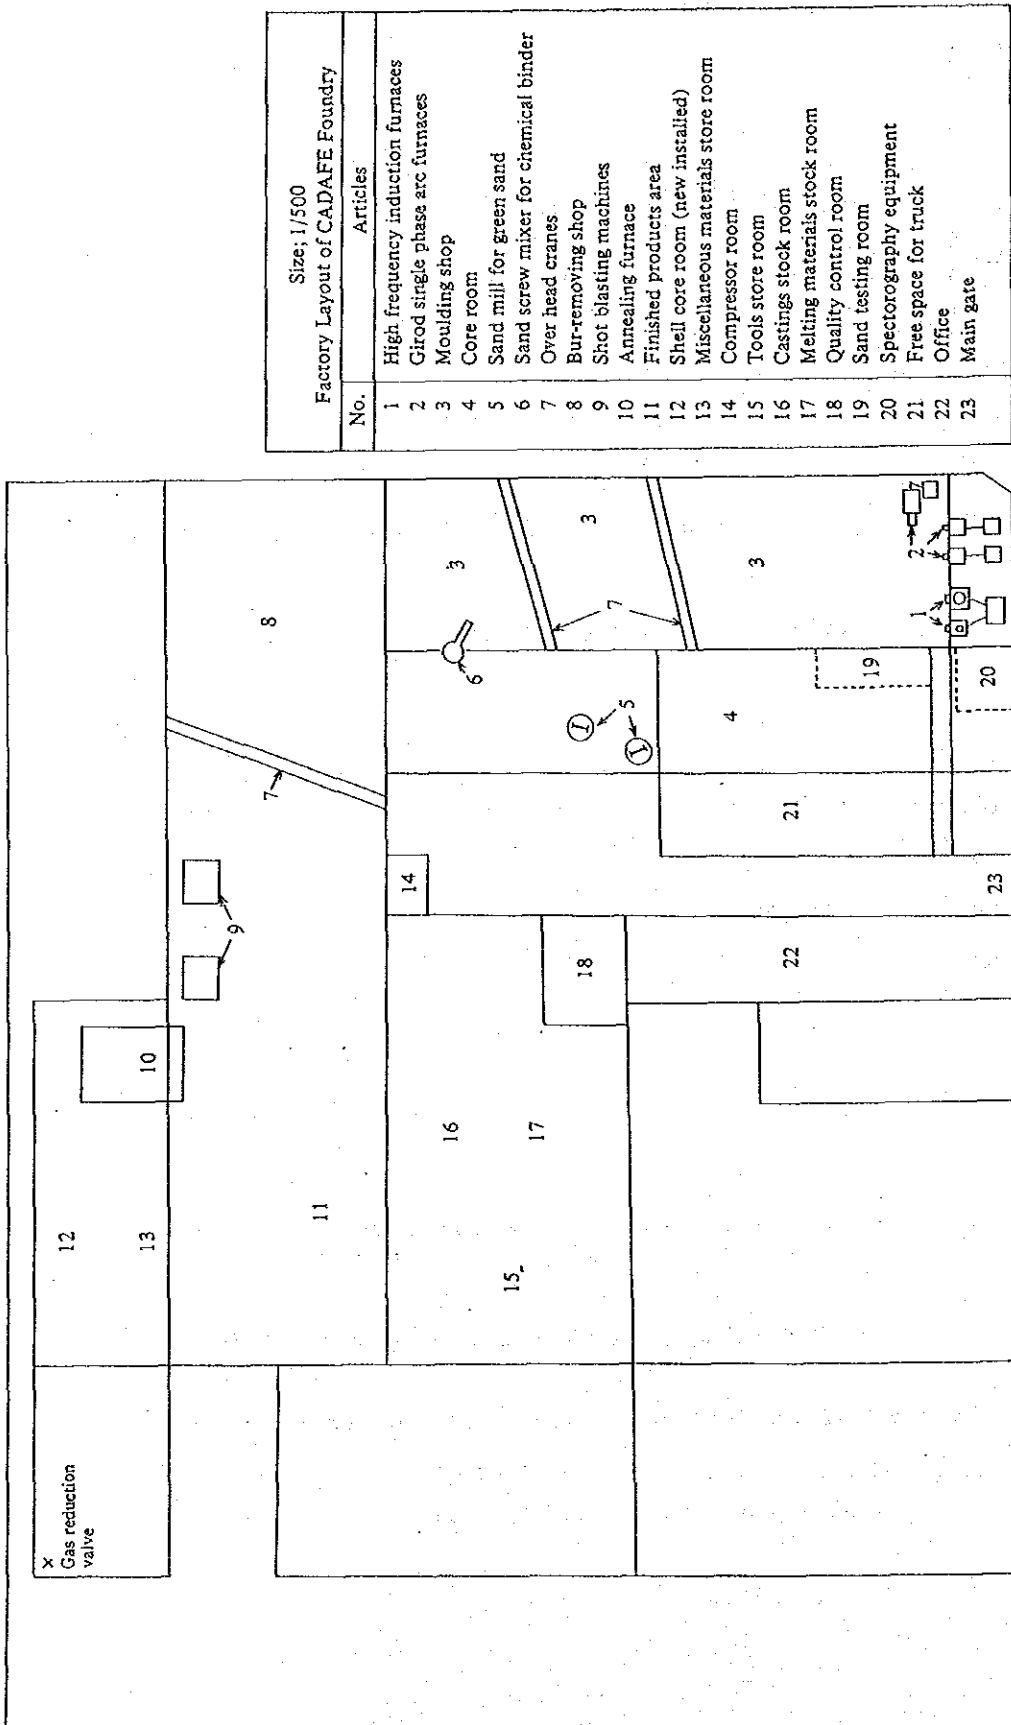 Size; 1/500
Factory Layout of CADAFE Foundry
No. Articles
1 High frequency induction furnaces
2 Girod single phase arc furnaces
3 Moulding shop
4 Core room
5 Sand mill for green sand
6 Sand screw mixer for chemical binder
7 Over head cranes
8 Bur-removing shop
9 Shot blasting machines
10 Annealing furnace
11 Finished products area
12 Shell core room (new installed)
13 Miscellaneous materials store room
14 Compressor room
15 Tools store room
16 Castings stock room
17 Melting materials stock room
18 Quality control room
19 Sand testing room
20 Spectorography equipment
21 Free space for truck
22 Office
23 Main gate
x
Gas reduction
valve
12
13
10
11
9
7
8
15
16
17
14
18
6
5
3
3
7
3
4
19
21
22
23
20
1
2